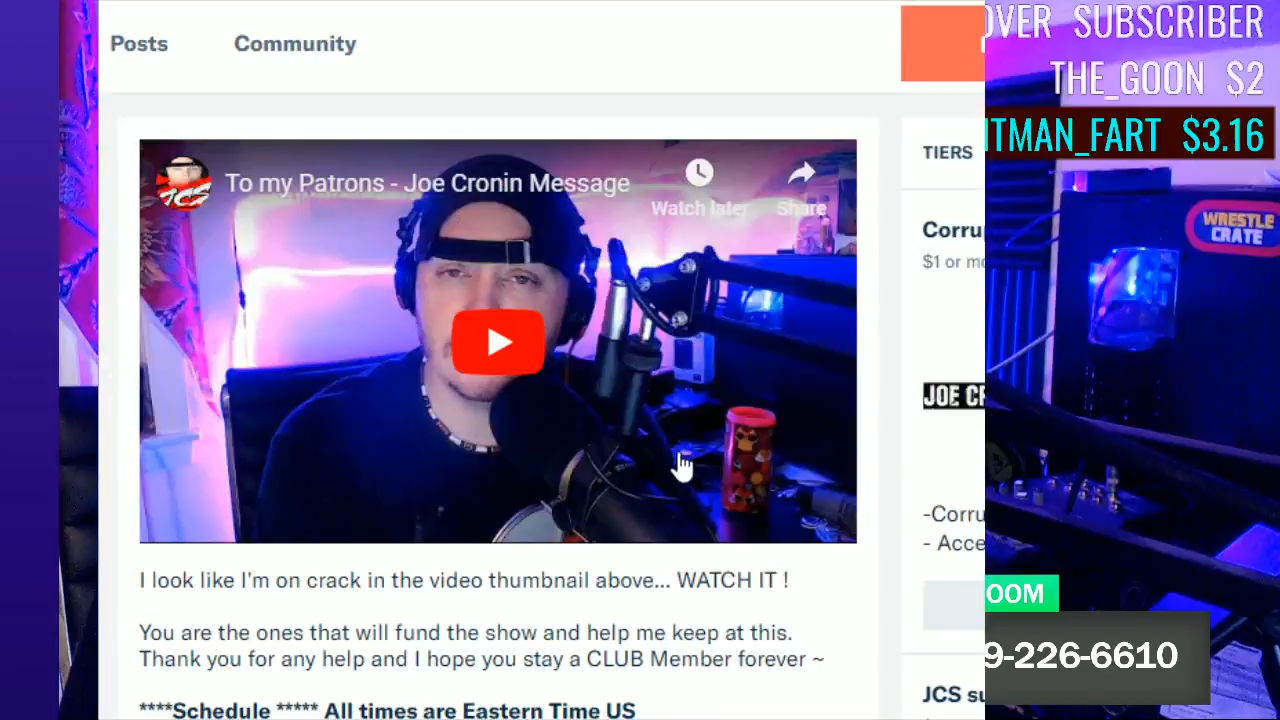 Posts
Community
OVER SUBSCRIBER
THE_GOON $2
ITMAN_FART $3.16
JCS
To my Patrons - Joe Cronin Message
Watch later
Share
TIERS
WRESTLE
CRATE
Corru
$1 or mo
JOE CR
-Corru
- Acce
I look like I'm on crack in the video thumbnail above... WATCH IT !
OOM
You are the ones that will fund the show and help me keep at this.
Thank you for any help and I hope you stay a CLUB Member forever ~
9-226-6610
JCS su
****Schedule ***** All times are Eastern Time US